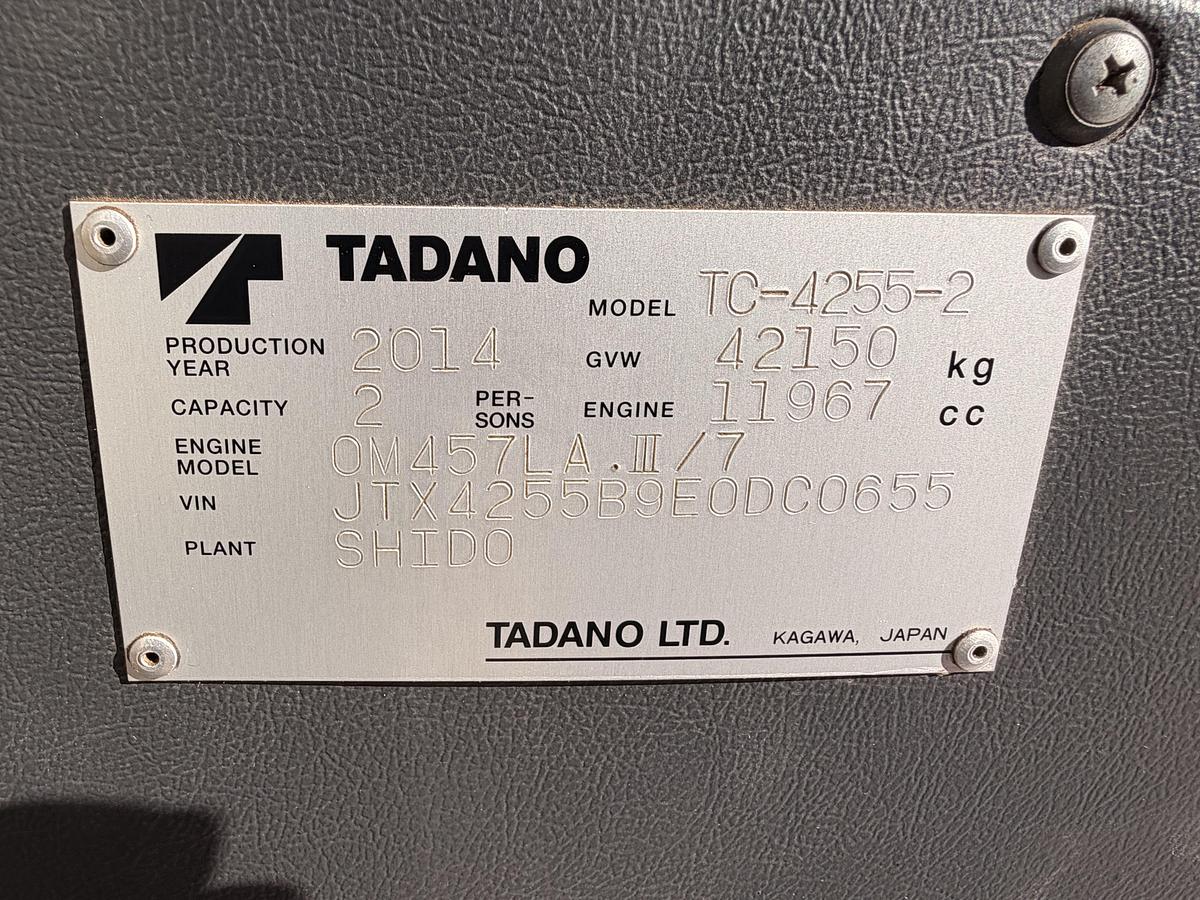 TADANO
MODEL TC-4255-2
PRODUCTION YEAR 2014 GVW 42150 kg
CAPACITY 2 PER-SONS ENGINE 11967 cc
ENGINE MODEL OM457LA.Ⅲ/7
VIN JTX4255B9E0DC0655
PLANT SHIDO
TADANO LTD. KAGAWA, JAPAN